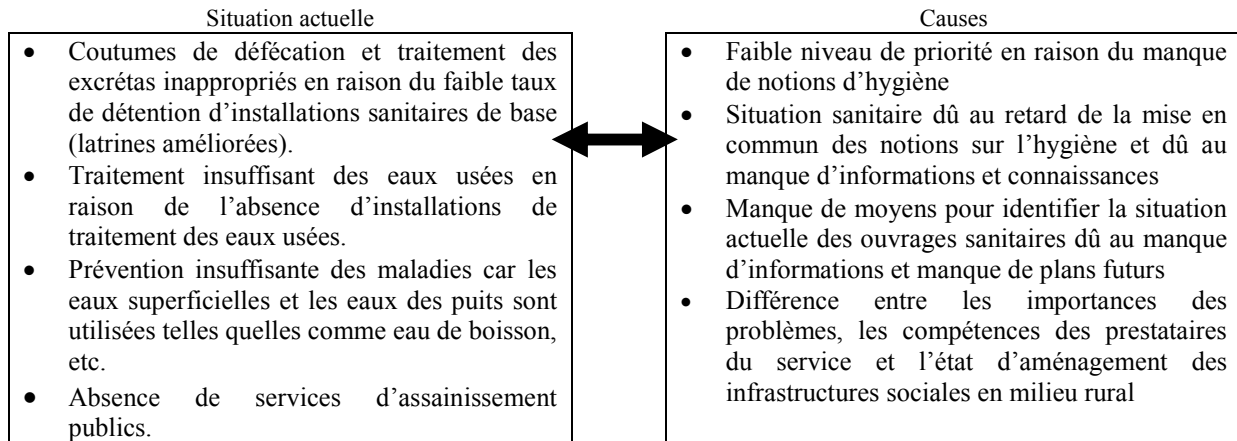 Situation actuelle
• Coutumes de défécation et traitement des
excrétas inappropriés en raison du faible taux
de détention d'installations sanitaires de base
(latrines améliorées).
• Traitement insuffisant des eaux usées en
raison de l'absence d'installations de
traitement des eaux usées.
• Prévention insuffisante des maladies car les
eaux superficielles et les eaux des puits sont
utilisées telles quelles comme eau de boisson,
etc.
• Absence de services d'assainissement
publics.
Causes
• Faible niveau de priorité en raison du manque
de notions d'hygiène
• Situation sanitaire dû au retard de la mise en
commun des notions sur l'hygiène et dû au
manque d'informations et connaissances
• Manque de moyens pour identifier la situation
actuelle des ouvrages sanitaires dû au manque
d'informations et manque de plans futurs
• Différence entre les importances des
problèmes, les compétences des prestataires
du service et l'état d'aménagement des
infrastructures sociales en milieu rural